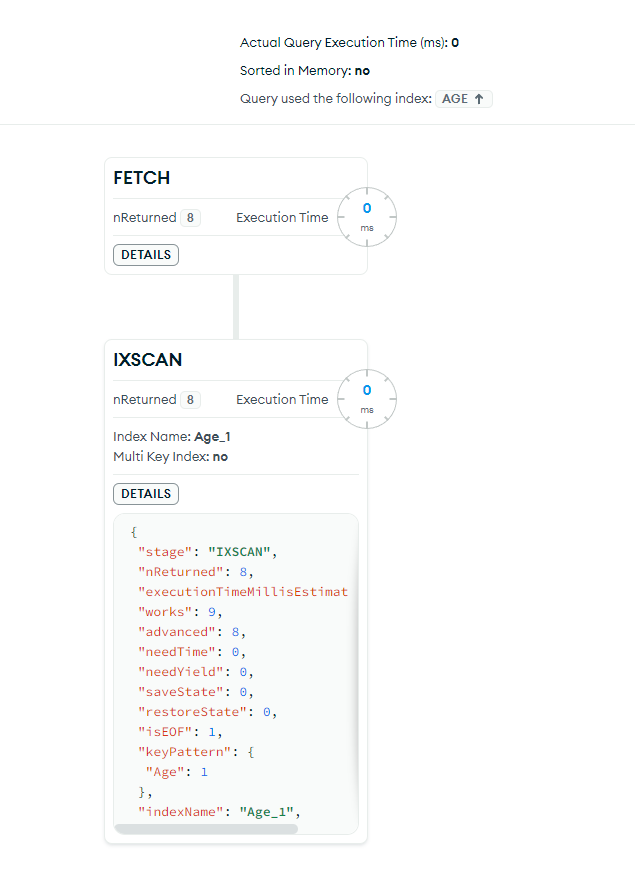 Actual Query Execution Time (ms): 0
Sorted in Memory: no
Query used the following index: AGE ↑
FETCH
nReturned 8 Execution Time 0 ms
DETAILS
IXSCAN
nReturned 8 Execution Time 0 ms
Index Name: Age_1
Multi Key Index: no
DETAILS
{
"stage": "IXSCAN",
"nReturned": 8,
"executionTimeMillisEstimat
"works": 9,
"advanced": 8,
"needTime": 0,
"needYield": 0,
"saveState": 0,
"restoreState": 0,
"isEOF": 1,
"keyPattern": {
"Age": 1
},
"indexName": "Age_1",